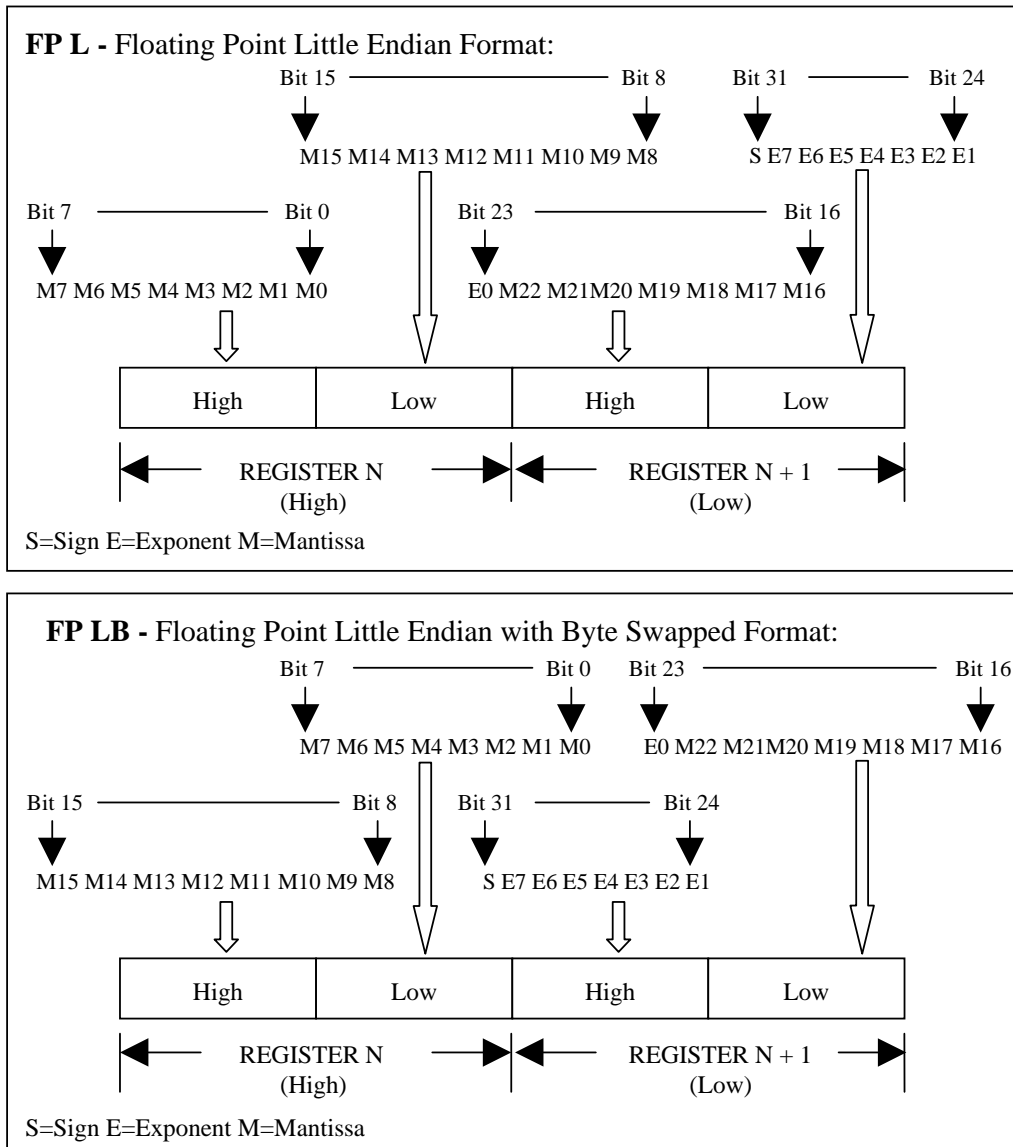 FP L - Floating Point Little Endian Format:
Bit 15 Bit 8 Bit 31 Bit 24
M15 M14 M13 M12 M11 M10 M9 M8 S E7 E6 E5 E4 E3 E2 E1
Bit 7 Bit 0 Bit 23 Bit 16
M7 M6 M5 M4 M3 M2 M1 M0 E0 M22 M21M20 M19 M18 M17 M16
High Low High Low
REGISTER N REGISTER N + 1
(High) (Low)
S=Sign E=Exponent M=Mantissa
FP LB - Floating Point Little Endian with Byte Swapped Format:
Bit 7 Bit 0 Bit 23 Bit 16
M7 M6 M5 M4 M3 M2 M1 M0 E0 M22 M21M20 M19 M18 M17 M16
Bit 15 Bit 8 Bit 31 Bit 24
M15 M14 M13 M12 M11 M10 M9 M8 S E7 E6 E5 E4 E3 E2 E1
High Low High Low
REGISTER N REGISTER N + 1
(High) (Low)
S=Sign E=Exponent M=Mantissa